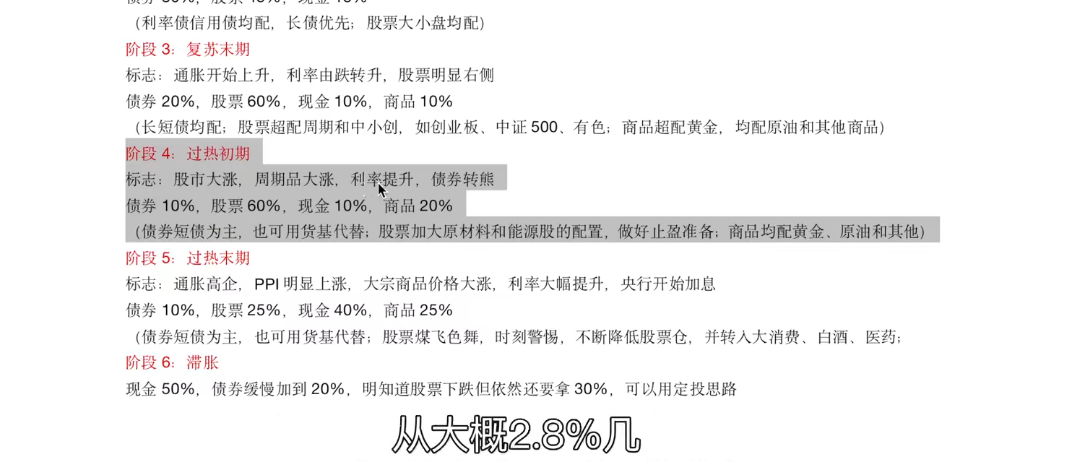 （利率债信用债均配，长债优先；股票大小盘均配）
阶段 3：复苏末期
标志：通胀开始上升，利率由跌转升，股票明显右侧
债券 20%，股票 60%，现金 10%，商品 10%
（长短债均配；股票超配周期和中小创，如创业板、中证 500、有色；商品超配黄金，均配原油和其他商品）
阶段 4：过热初期
标志：股市大涨，周期品大涨，利率提升，债券转熊
债券 10%，股票 60%，现金 10%，商品 20%
（债券短债为主，也可用货基代替；股票加大原材料和能源股的配置，做好止盈准备；商品均配黄金、原油和其他）
阶段 5：过热末期
标志：通胀高企，PPI 明显上涨，大宗商品价格大涨，利率大幅提升，央行开始加息
债券 10%，股票 25%，现金 40%，商品 25%
（债券短债为主，也可用货基代替；股票煤飞色舞，时刻警惕，不断降低股票仓，并转入大消费、白酒、医药；
阶段 6：滞胀
现金 50%，债券缓慢加到 20%，明知道股票下跌但依然还要拿 30%，可以用定投思路
从大概2.8%几